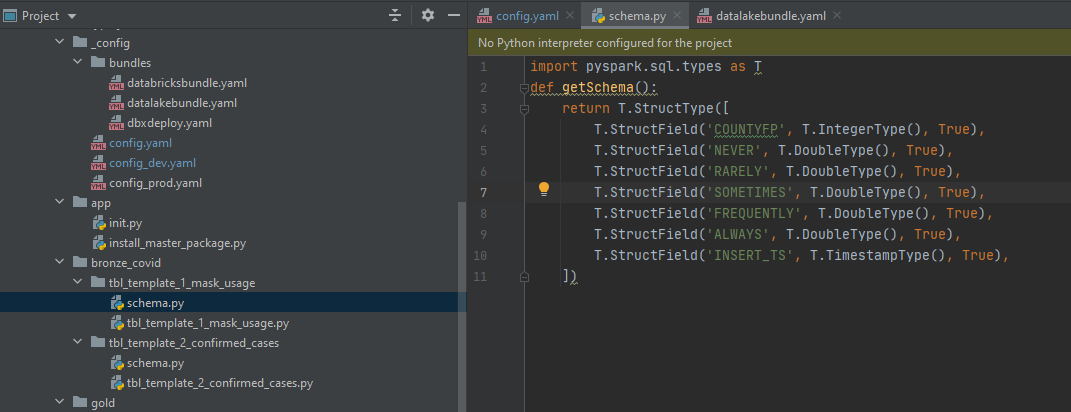 Project
_config
bundles
databricksbundle.yaml
datalakebundle.yaml
dbxdeploy.yaml
config.yaml
config_dev.yaml
config_prod.yaml
app
init.py
install_master_package.py
bronze_covid
tbl_template_1_mask_usage
schema.py
tbl_template_1_mask_usage.py
tbl_template_2_confirmed_cases
schema.py
tbl_template_2_confirmed_cases.py
gold
config.yaml schema.py datalakebundle.yaml
No Python interpreter configured for the project
1 import pyspark.sql.types as T
2 def getSchema():
3 return T.StructType([
4 T.StructField('COUNTYFP', T.IntegerType(), True),
5 T.StructField('NEVER', T.DoubleType(), True),
6 T.StructField('RARELY', T.DoubleType(), True),
7 T.StructField('SOMETIMES', T.DoubleType(), True),
8 T.StructField('FREQUENTLY', T.DoubleType(), True),
9 T.StructField('ALWAYS', T.DoubleType(), True),
10 T.StructField('INSERT_TS', T.TimestampType(), True),
11 ])